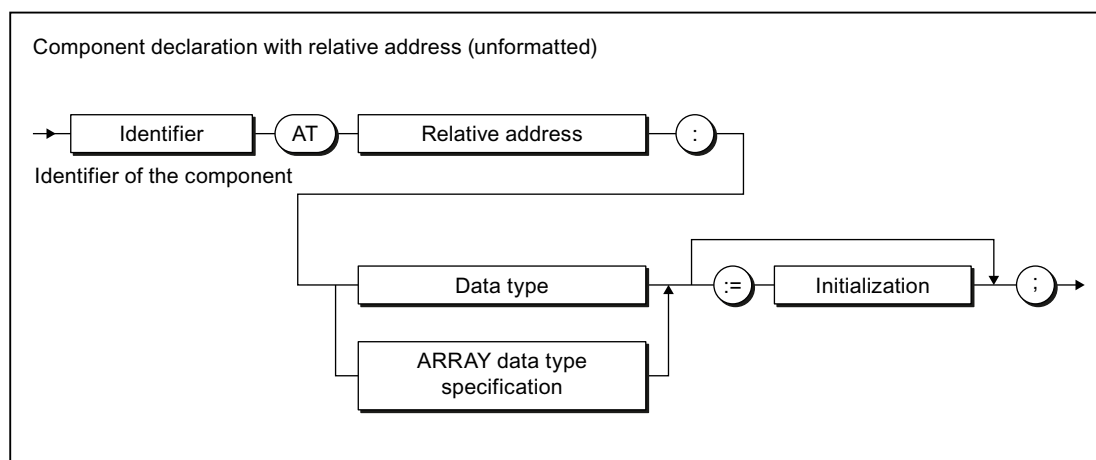 Component declaration with relative address (unformatted)
Identifier AT Relative address :
Identifier of the component
Data type := Initialization ;
ARRAY data type
specification